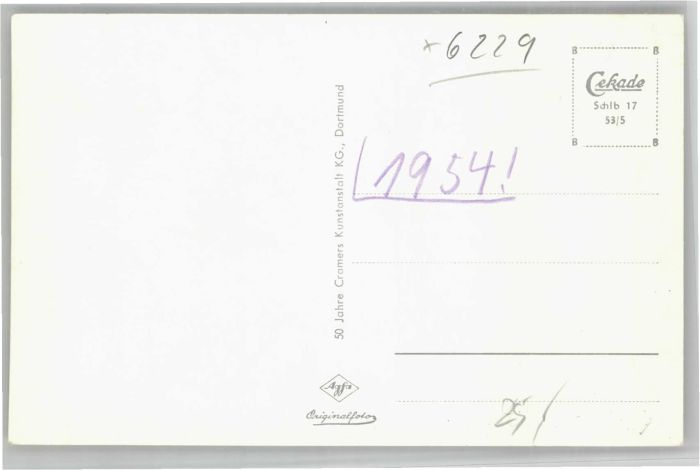 *6229
B B
Cekade
Schlb 17
53/5
B B
1954!
50 Jahre Cramers Kunstanstalt KG., Dortmund
Agfa
Originalfoto